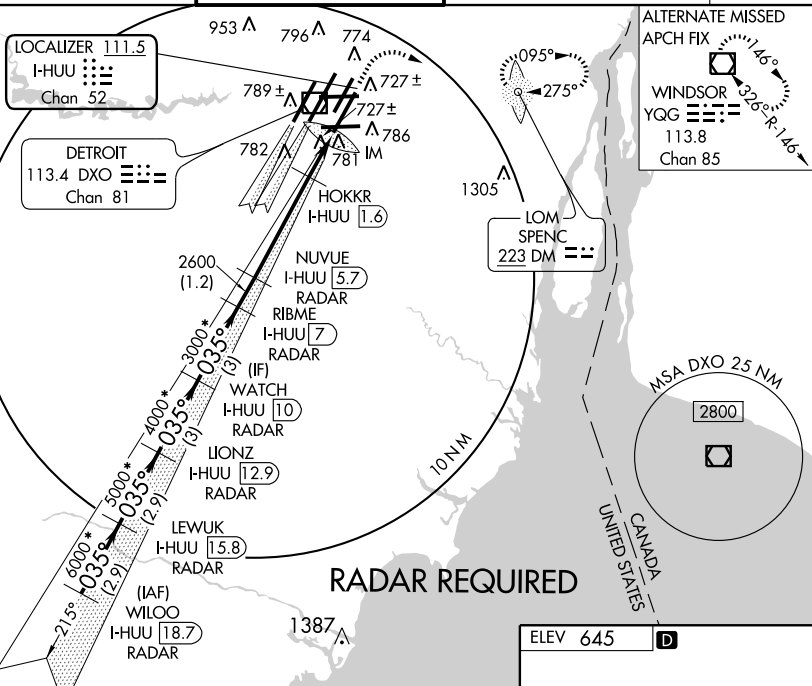 953
796
774
LOCALIZER 111.5
I-HUU
Chan 52
789 ±
727 ±
727 ±
786
782
781
IM
DETROIT
113.4 DXO
Chan 81
095°
275°
ALTERNATE MISSED
APCH FIX
146°
326°
R-146
WINDSOR
YQG
113.8
Chan 85
1305
LOM
SPENC
223 DM
HOKKR
I-HUU 1.6
2600
(1.2)
NUVUE
I-HUU 5.7
RADAR
RIBME
I-HUU 7
RADAR
3000*
035°
(3)
(IF)
WATCH
I-HUU 10
RADAR
4000*
035°
(3)
LIONZ
I-HUU 12.9
RADAR
5000*
035°
(2.9)
LEWUK
I-HUU 15.8
RADAR
6000*
035°
(2.9)
(IAF)
WILOO
I-HUU 18.7
RADAR
215°
10 NM
MSA DXO 25 NM
2800
CANADA
UNITED STATES
RADAR REQUIRED
1387
ELEV 645
D